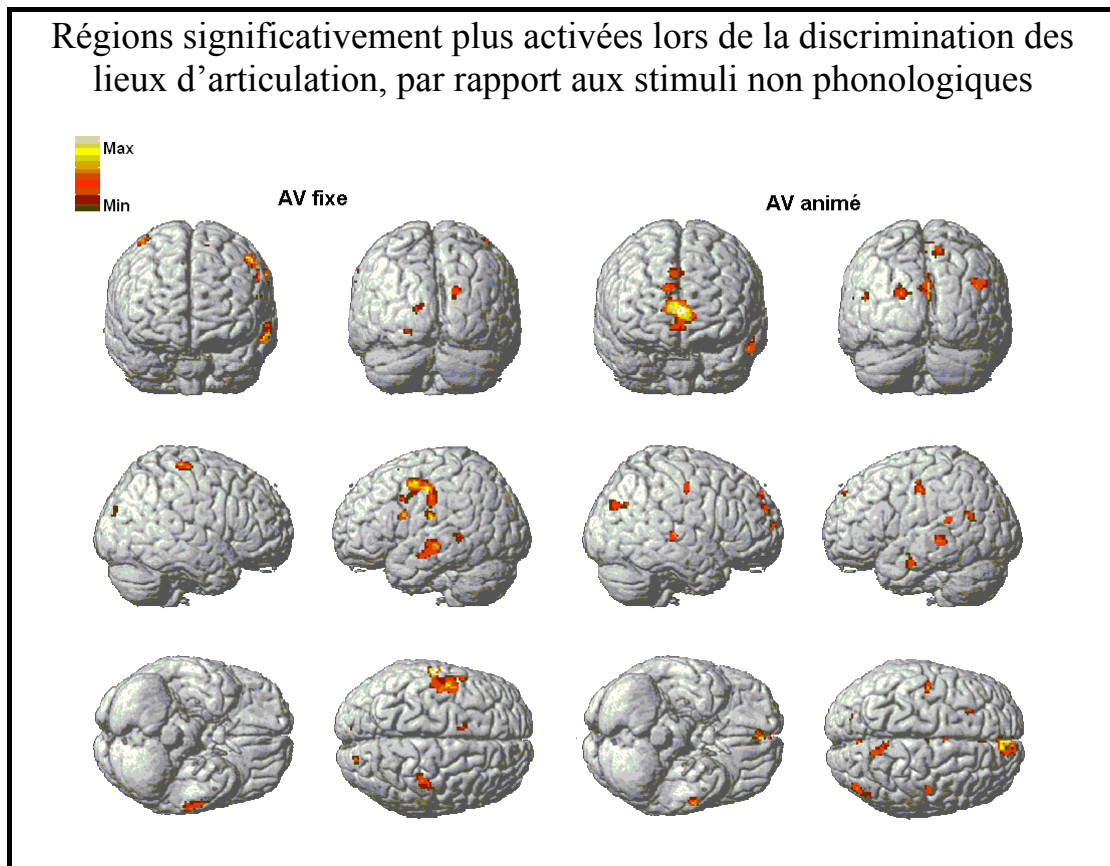 Régions significativement plus activées lors de la discrimination des
lieux d’articulation, par rapport aux stimuli non phonologiques
Max
Min
AV fixe
AV animé